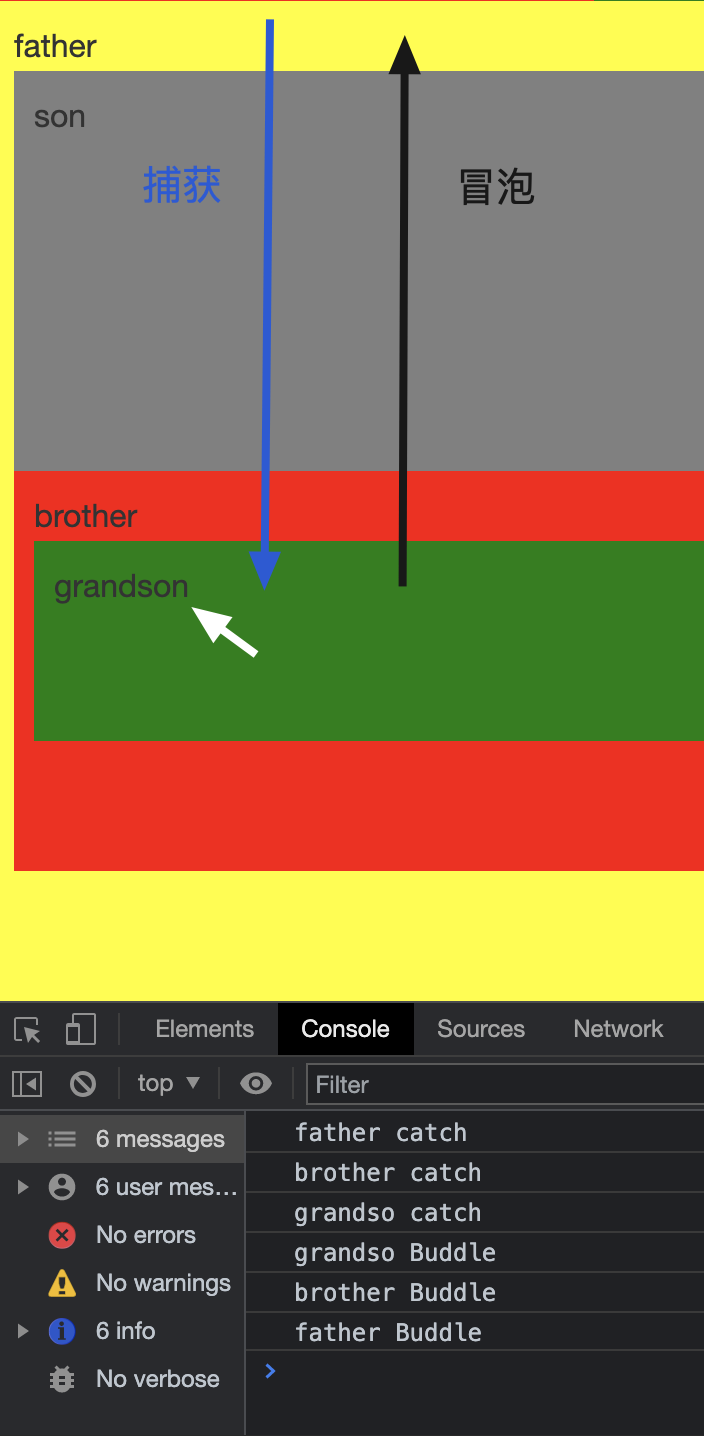 father
son
捕获 冒泡
brother
grandson
Elements Console Sources Network
top Filter
6 messages
6 user mes…
No errors
No warnings
6 info
No verbose
father catch
brother catch
grandso catch
grandso Buddle
brother Buddle
father Buddle